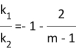 k₁/k₂ = - 1 - 2/(m - 1)